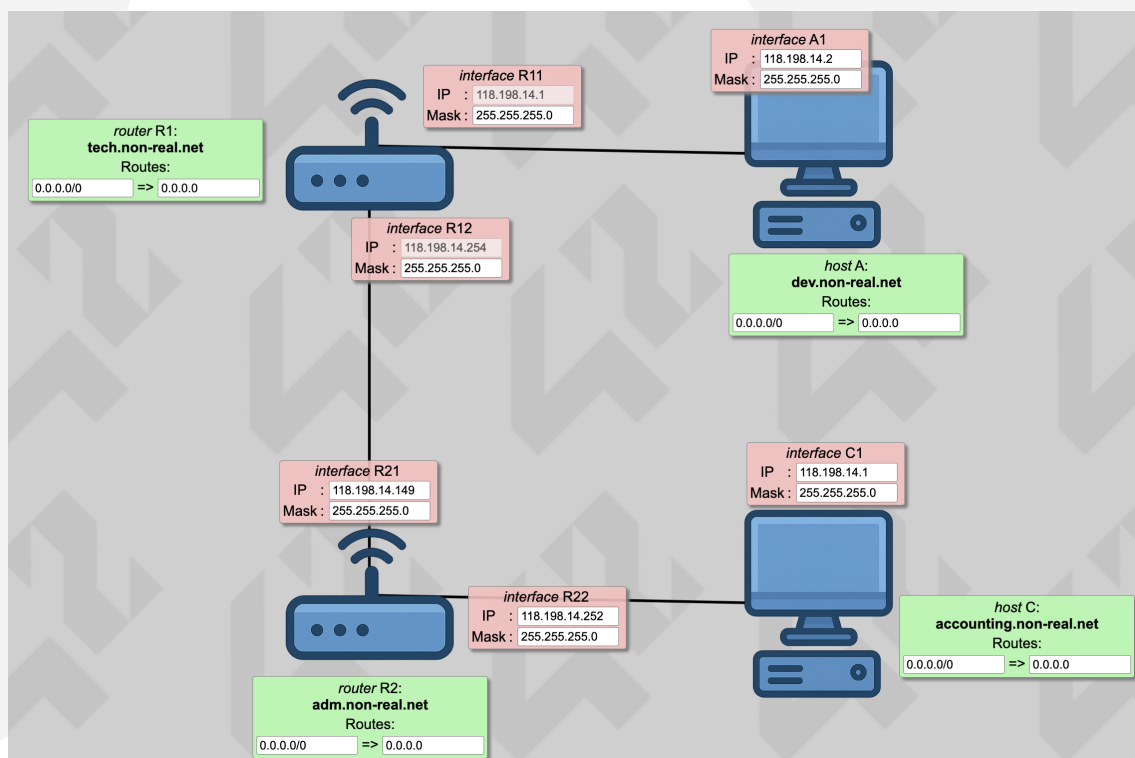 interface A1
IP : 118.198.14.2
Mask : 255.255.255.0
interface R11
IP : 118.198.14.1
Mask : 255.255.255.0
router R1:
tech.non-real.net
Routes:
0.0.0.0/0 => 0.0.0.0
interface R12
IP : 118.198.14.254
Mask : 255.255.255.0
host A:
dev.non-real.net
Routes:
0.0.0.0/0 => 0.0.0.0
interface R21
IP : 118.198.14.149
Mask : 255.255.255.0
interface C1
IP : 118.198.14.1
Mask : 255.255.255.0
interface R22
IP : 118.198.14.252
Mask : 255.255.255.0
host C:
accounting.non-real.net
Routes:
0.0.0.0/0 => 0.0.0.0
router R2:
adm.non-real.net
Routes:
0.0.0.0/0 => 0.0.0.0